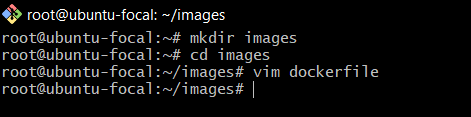 root@ubuntu-focal: ~/images
root@ubuntu-focal:~# mkdir images
root@ubuntu-focal:~# cd images
root@ubuntu-focal:~/images# vim dockerfile
root@ubuntu-focal:~/images#